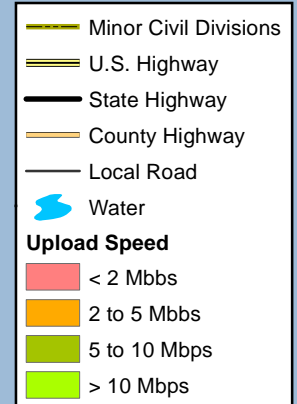 Minor Civil Divisions
U.S. Highway
State Highway
County Highway
Local Road
Water
Upload Speed
< 2 Mbbs
2 to 5 Mbbs
5 to 10 Mbps
> 10 Mbps